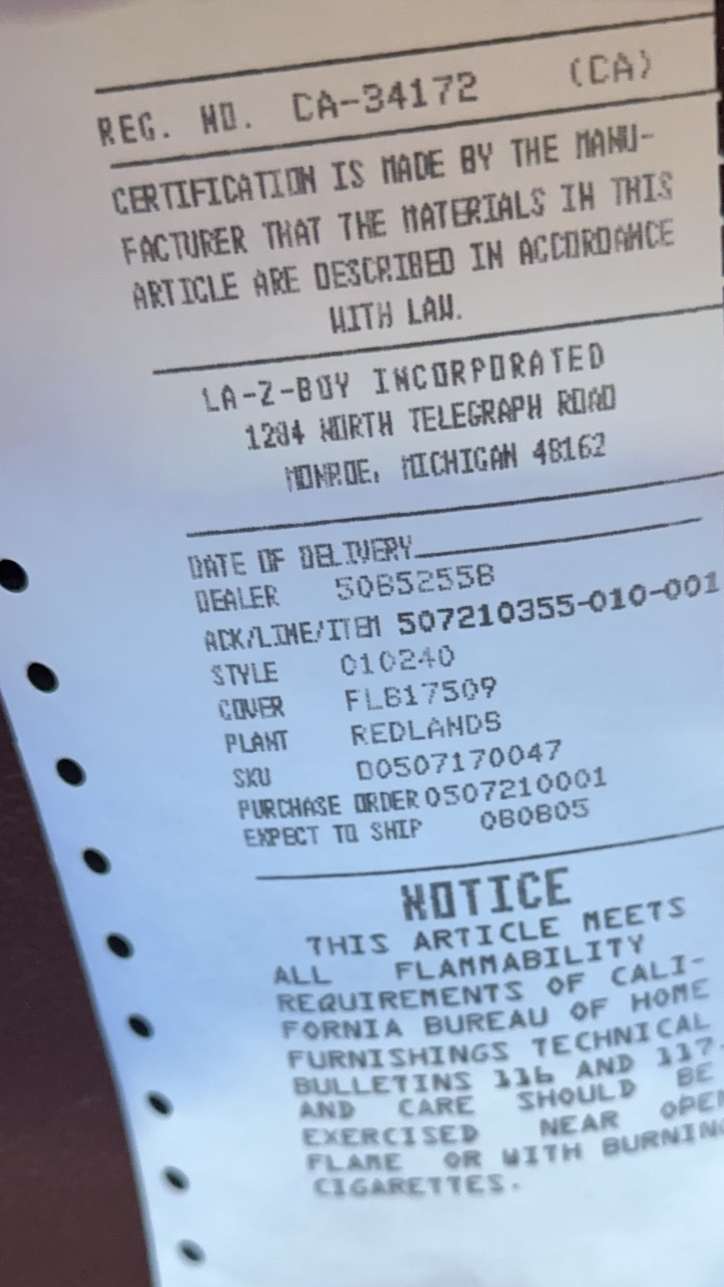 REG. NO. CA-34172 (CA)
CERTIFICATION IS MADE BY THE MANU-
FACTURER THAT THE MATERIALS IN THIS
ARTICLE ARE DESCRIBED IN ACCORDANCE
WITH LAW.
LA-Z-BOY INCORPORATED
1284 NORTH TELEGRAPH ROAD
MONROE, MICHIGAN 48162
DATE OF DELIVERY
DEALER 50852558
ACK/LINE/ITEM 507210355-010-001
STYLE 010240
COVER FL817509
PLANT REDLANDS
SKU D0507170047
PURCHASE ORDER 0507210001
EXPECT TO SHIP 080805
NOTICE
THIS ARTICLE MEETS
ALL FLAMMABILITY
REQUIREMENTS OF CALI-
FORNIA BUREAU OF HOME
FURNISHINGS TECHNICAL
BULLETINS 116 AND 117.
AND CARE SHOULD BE
EXERCISED NEAR OPEN
FLAME OR WITH BURNING
CIGARETTES.